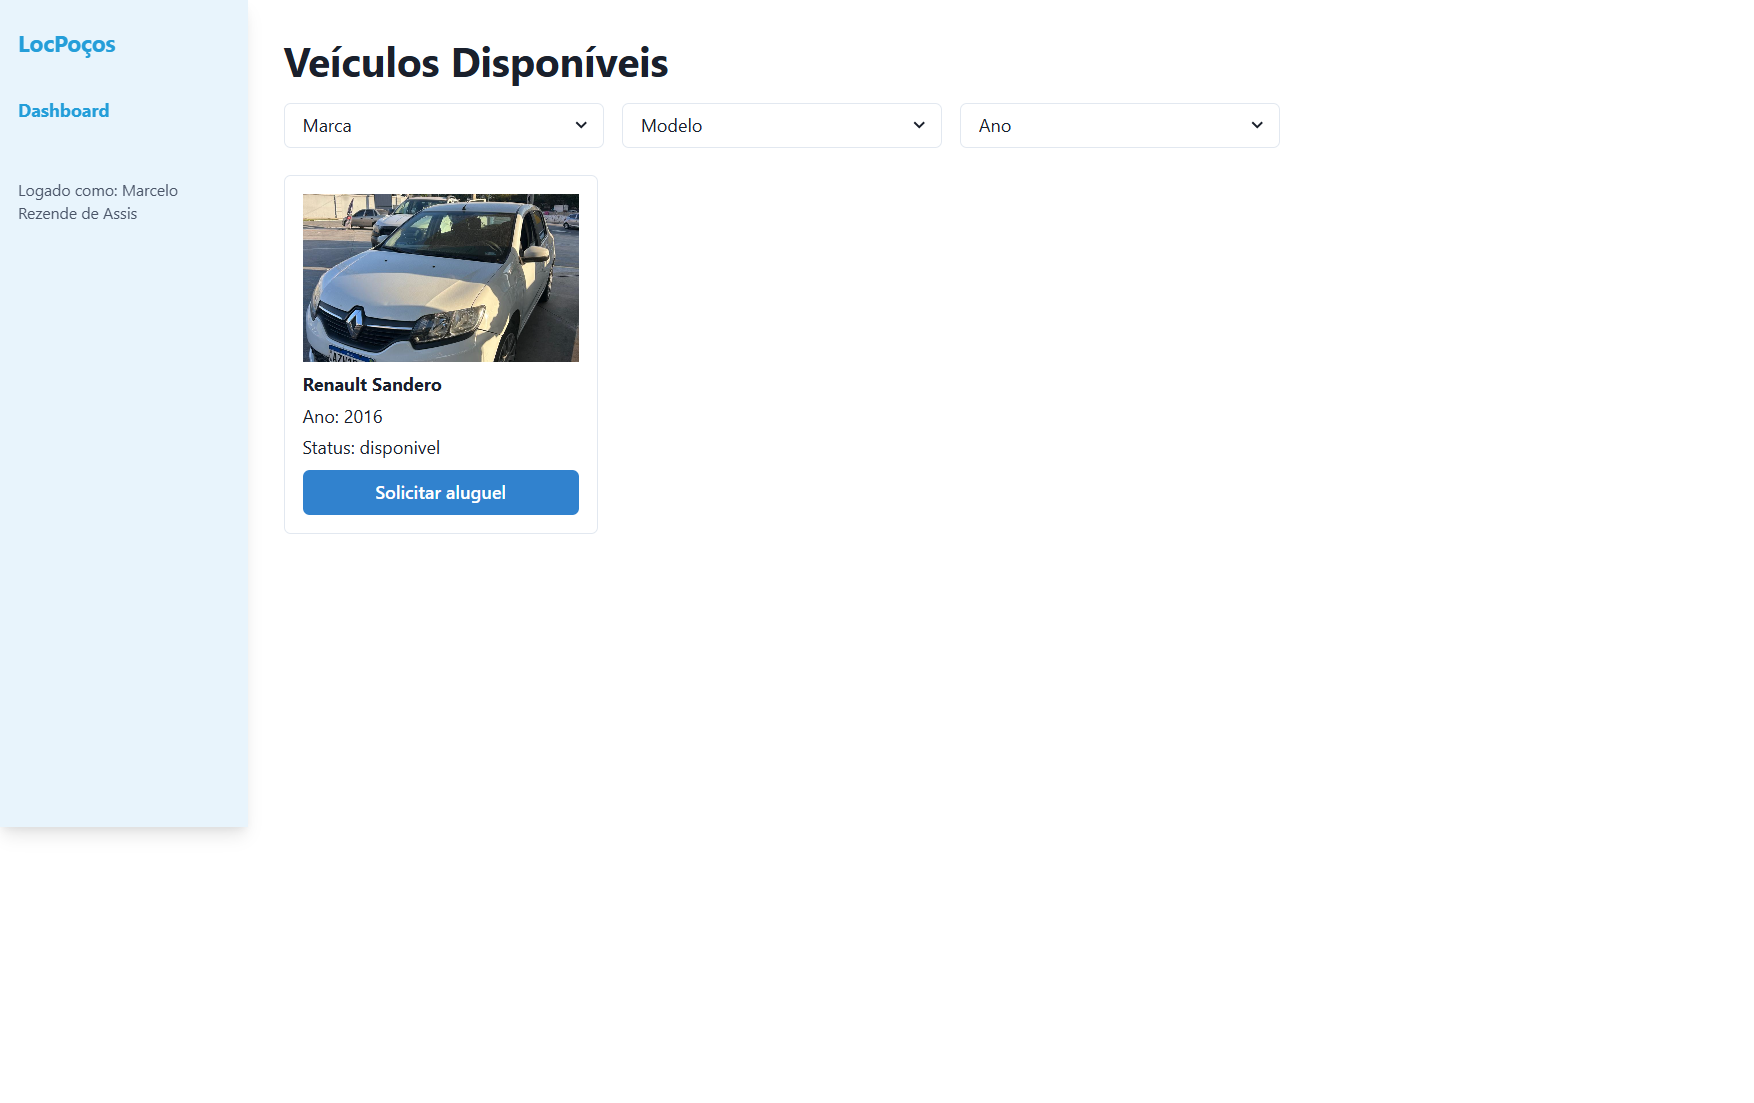 LocPoços
Dashboard
Logado como: Marcelo
Rezende de Assis
Veículos Disponíveis
Marca
Modelo
Ano
Renault Sandero
Ano: 2016
Status: disponivel
Solicitar aluguel